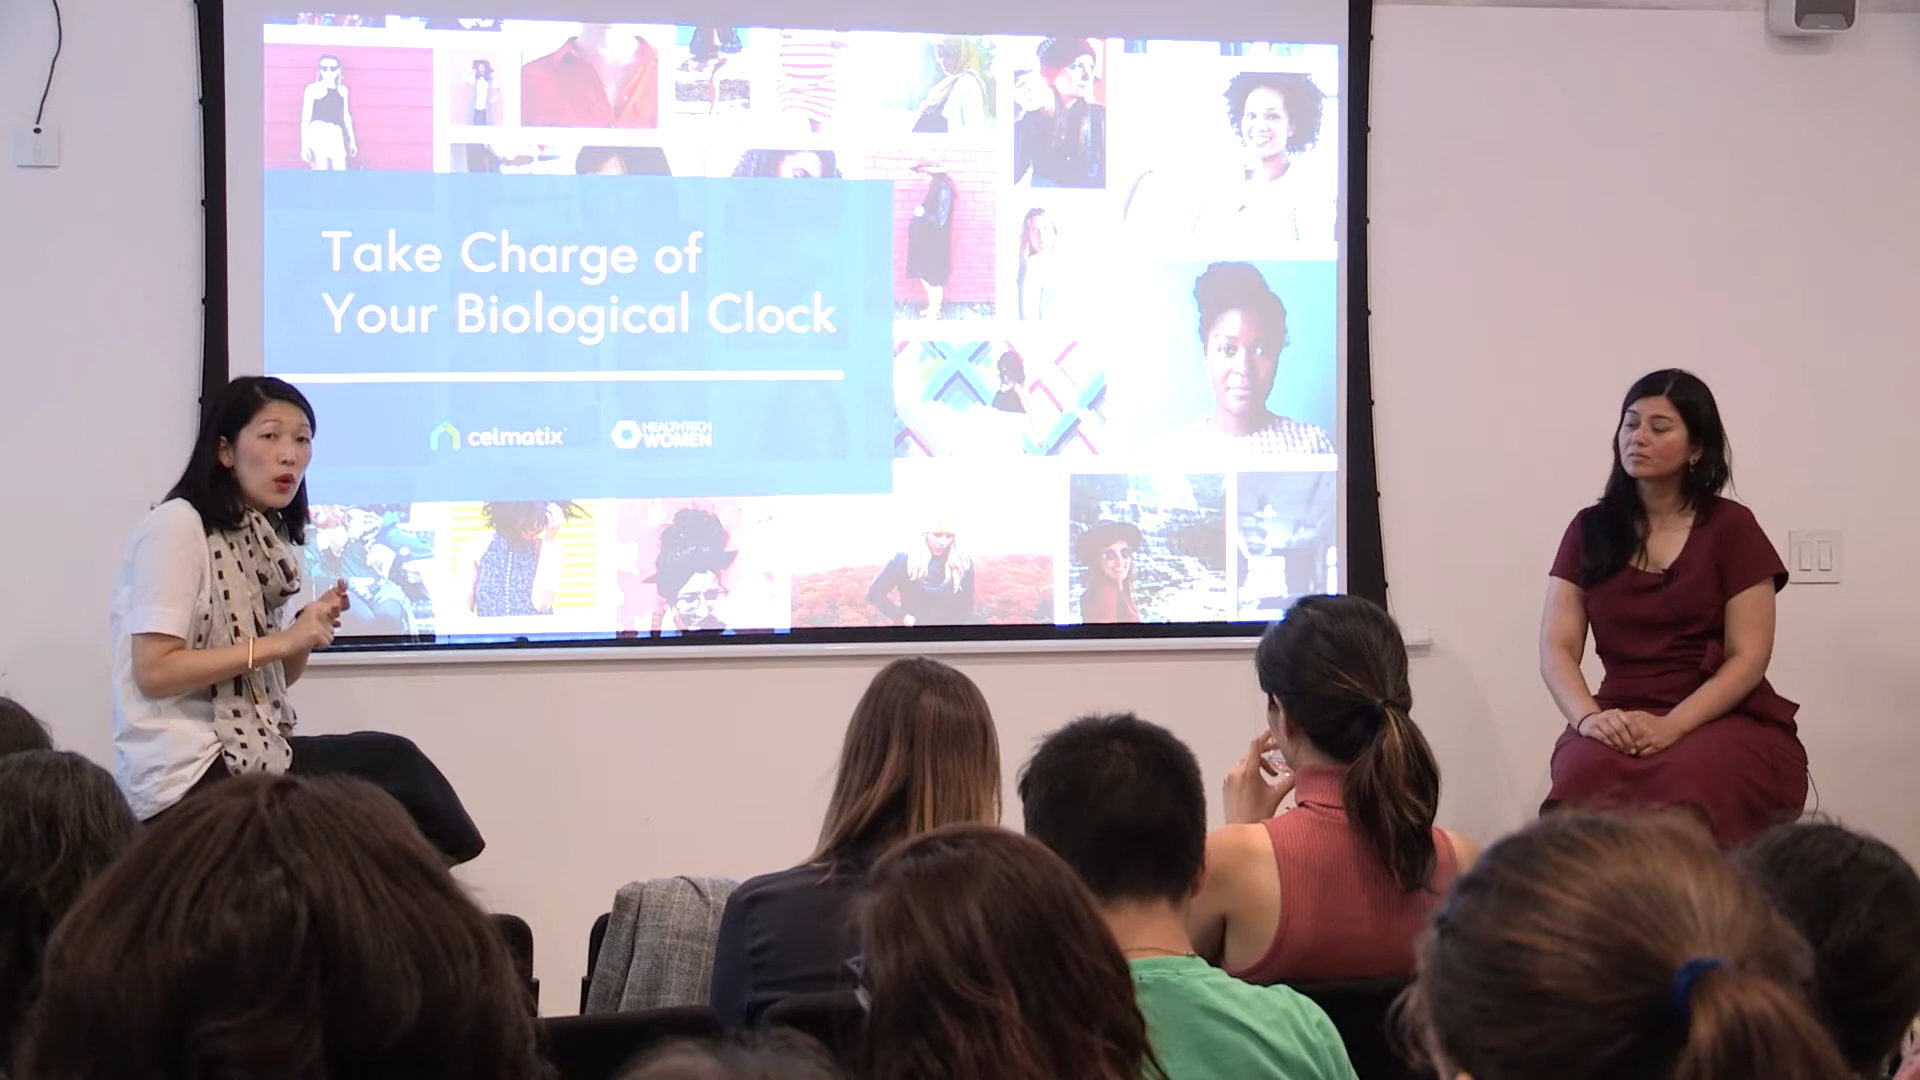 Take Charge of
Your Biological Clock
celmatix
HEALTHTECH
WOMEN